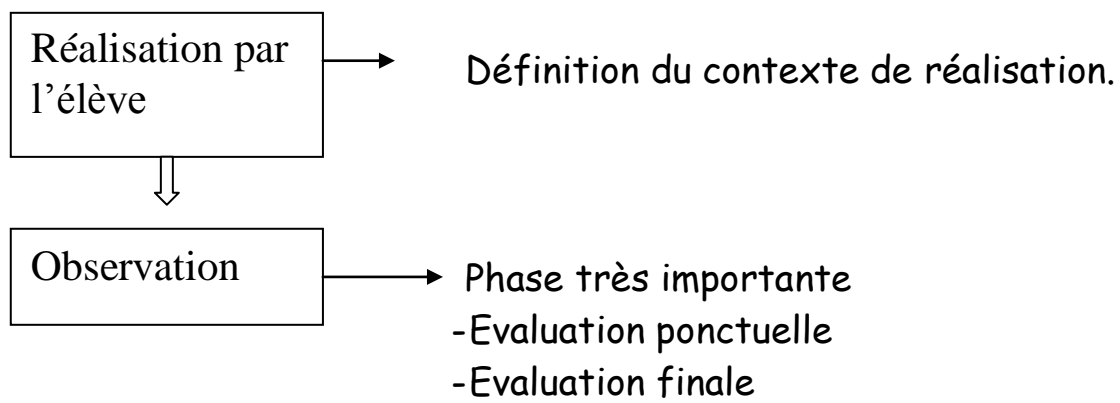 Réalisation par
l’élève
Définition du contexte de réalisation.
Observation
Phase très importante
-Evaluation ponctuelle
-Evaluation finale